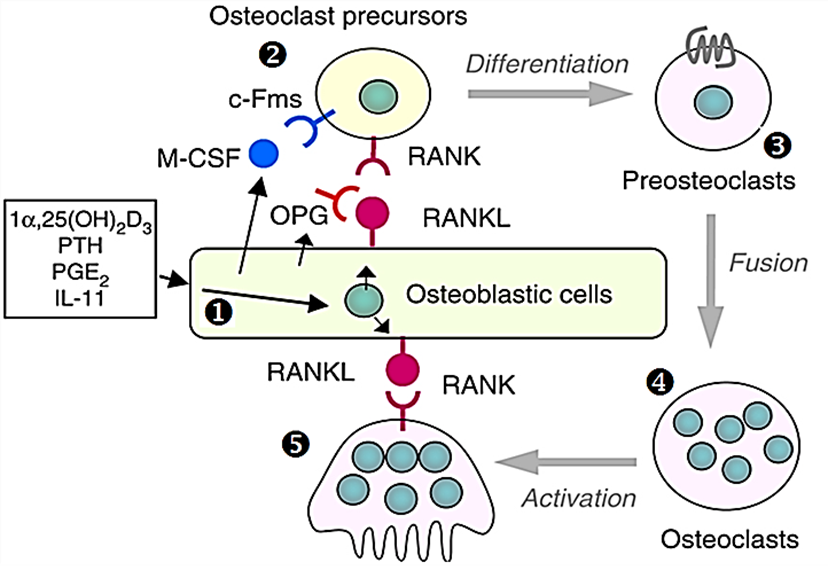 Osteoclast precursors
❷
Differentiation
c-Fms
❸
M-CSF
RANK
Preosteoclasts
1α,25(OH)₂D₃
PTH
PGE₂
IL-11
OPG
RANKL
Fusion
❶
Osteoblastic cells
RANKL
RANK
❹
❺
Activation
Osteoclasts